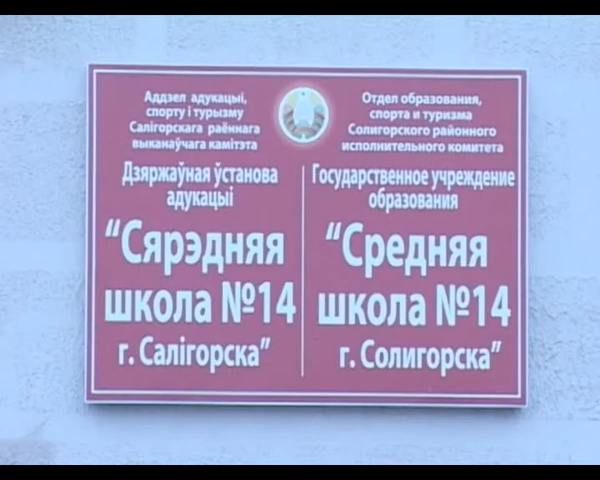 Аддзел адукацыі,
спорту і турызму
Салігорскага раённага
выканаўчага камітэта
Дзяржаўная ўстанова
адукацыі
“Сярэдняя
школа №14
г. Салігорска”
Отдел образования,
спорта и туризма
Солигорского районного
исполнительного комитета
Государственное учреждение
образования
“Средняя
школа №14
г. Солигорска”